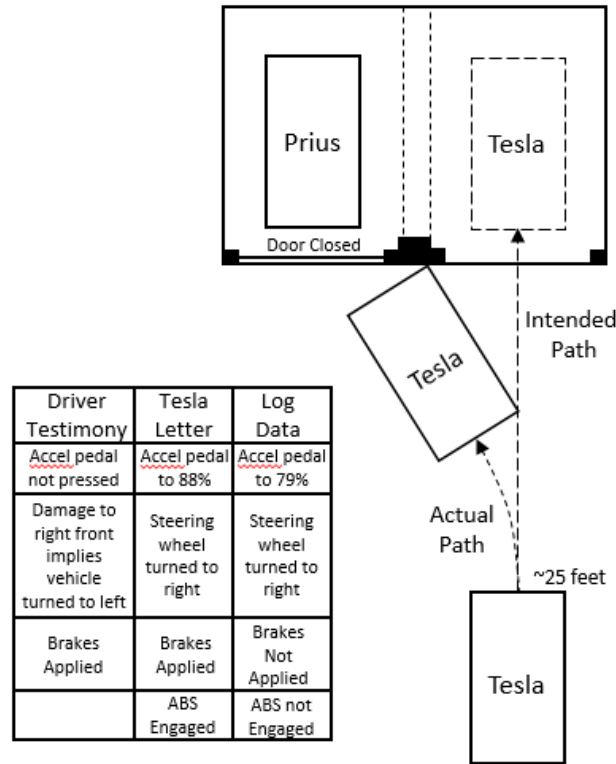 Prius
Tesla
Door Closed
Intended
Path
Tesla
Actual
Path
~25 feet
Tesla
Driver
Testimony
Tesla
Letter
Log
Data
Accel pedal
not pressed
Accel pedal
to 88%
Accel pedal
to 79%
Damage to
right front
implies
vehicle
turned to left
Steering
wheel
turned to
right
Steering
wheel
turned to
right
Brakes
Applied
Brakes
Applied
Brakes
Not
Applied
ABS
Engaged
ABS not
Engaged